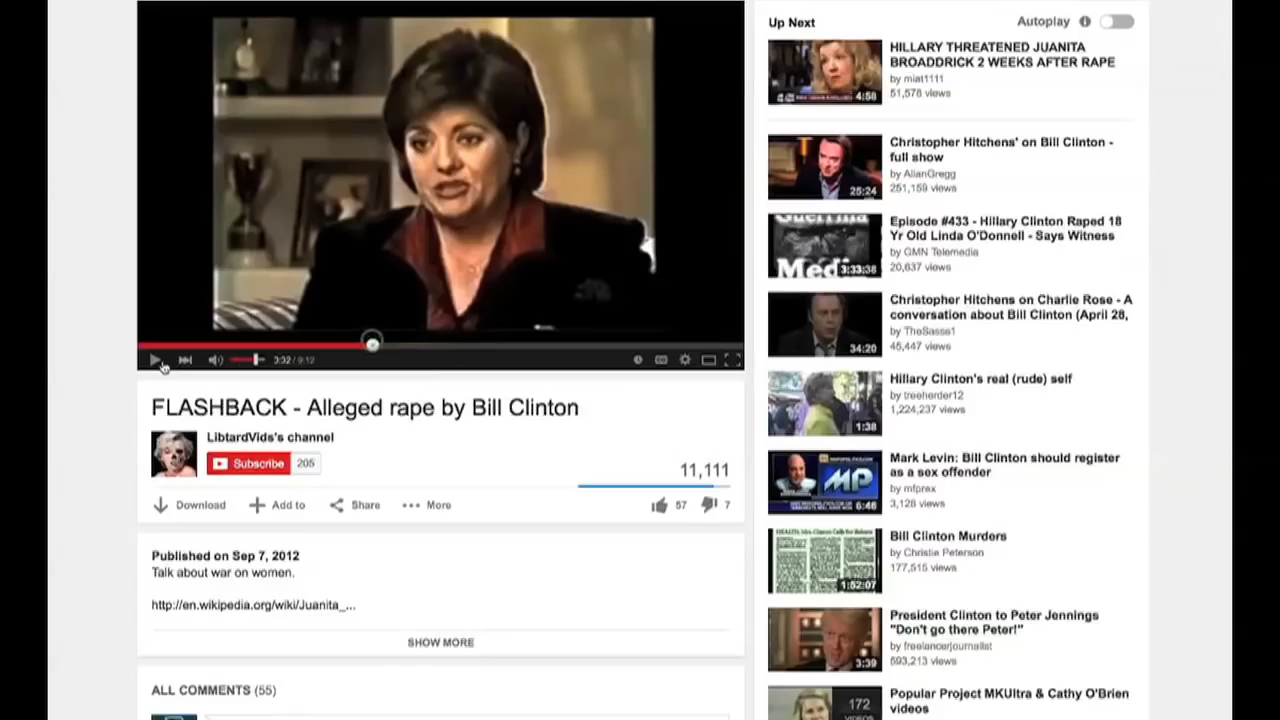 Up Next
Autoplay
HILLARY THREATENED JUANITA
BROADDRICK 2 WEEKS AFTER RAPE
by miat1111
51,578 views
4:58
Christopher Hitchens' on Bill Clinton -
full show
by AllanGregg
251,159 views
25:24
Episode #433 - Hillary Clinton Raped 18
Yr Old Linda O'Donnell - Says Witness
by GMN Telemedia
20,637 views
Guerrilla
Medi
3:33:38
Christopher Hitchens on Charlie Rose - A
conversation about Bill Clinton (April 28,
by TheSasse1
45,447 views
34:20
3:32 / 9:12
Hillary Clinton's real (rude) self
by treeherder12
1,224,237 views
1:38
FLASHBACK - Alleged rape by Bill Clinton
LibtardVids's channel
Subscribe 205
11,111
Download Add to Share More 57 7
Mark Levin: Bill Clinton should register
as a sex offender
by mfprex
3,128 views
MP
6:46
Published on Sep 7, 2012
Talk about war on women.
http://en.wikipedia.org/wiki/Juanita_...
SHOW MORE
Bill Clinton Murders
by Christie Peterson
177,515 views
1:52:07
President Clinton to Peter Jennings
"Don't go there Peter!"
by freelancerjournalist
593,213 views
3:39
ALL COMMENTS (55)
Popular Project MKUltra & Cathy O'Brien
videos
172
VIDEOS